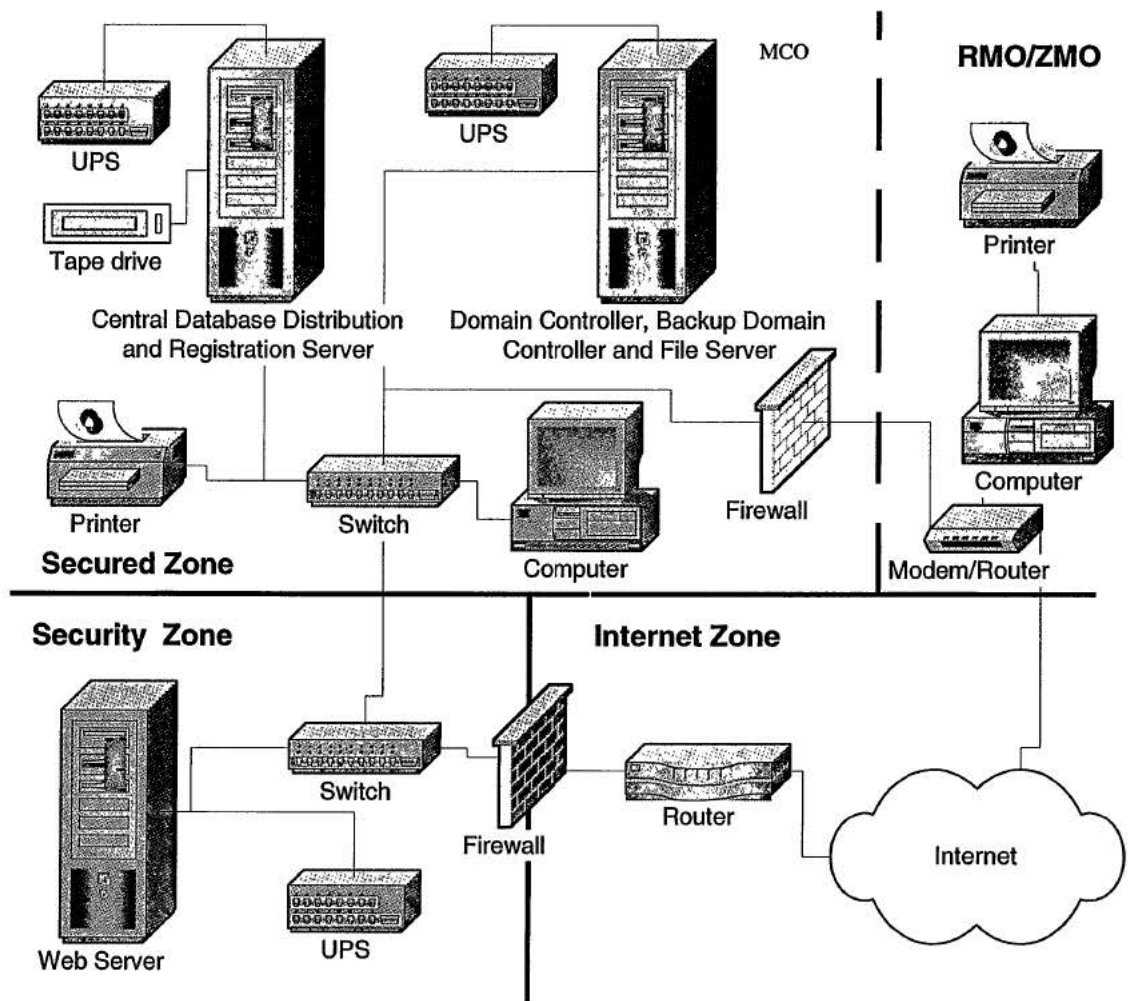 MCO
RMO/ZMO
UPS
UPS
Tape drive
Printer
Central Database Distribution
and Registration Server
Domain Controller, Backup Domain
Controller and File Server
Computer
Printer
Switch
Firewall
Computer
Modem/Router
Secured Zone
Security Zone
Internet Zone
Switch
Router
Firewall
Internet
UPS
Web Server